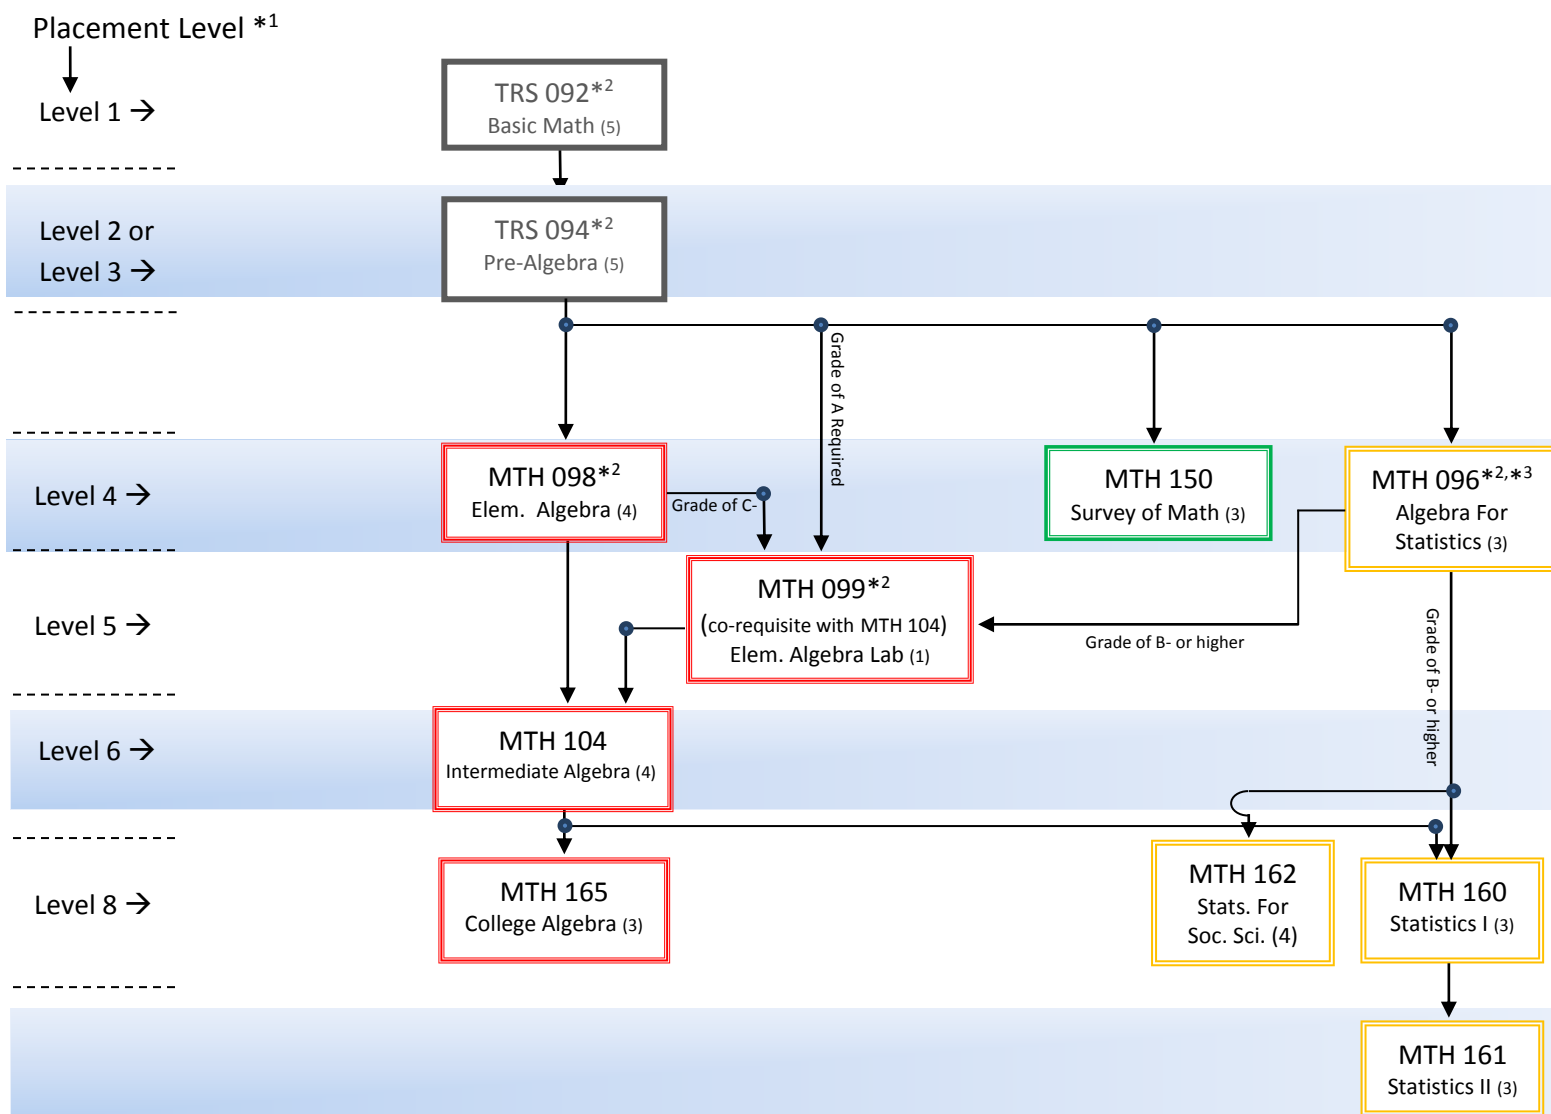 Placement Level *1
Level 1 →
TRS 092*2
Basic Math (5)
Level 2 or
Level 3 →
TRS 094*2
Pre-Algebra (5)
Grade of A Required
Level 4 →
MTH 098*2
Elem. Algebra (4)
Grade of C-
MTH 150
Survey of Math (3)
MTH 096*2,*3
Algebra For
Statistics (3)
Level 5 →
MTH 099*2
(co-requisite with MTH 104)
Elem. Algebra Lab (1)
Grade of B- or higher
Grade of B- or higher
Level 6 →
MTH 104
Intermediate Algebra (4)
Level 8 →
MTH 165
College Algebra (3)
MTH 162
Stats. For
Soc. Sci. (4)
MTH 160
Statistics I (3)
MTH 161
Statistics II (3)